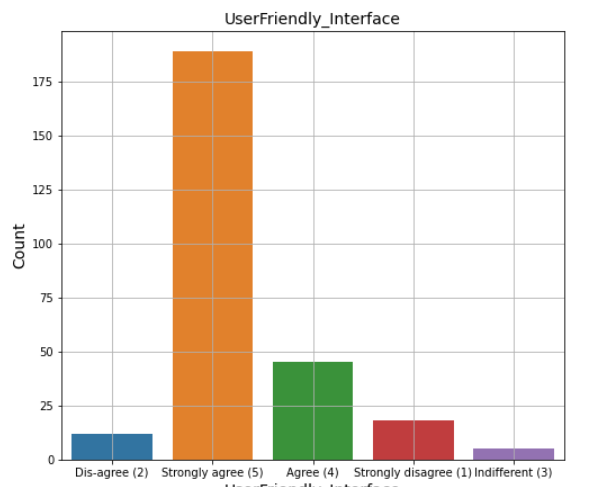 UserFriendly_Interface
Count
175
150
125
100
75
50
25
0
Dis-agree (2) Strongly agree (5) Agree (4) Strongly disagree (1) Indifferent (3)
UserFriendly_Interface